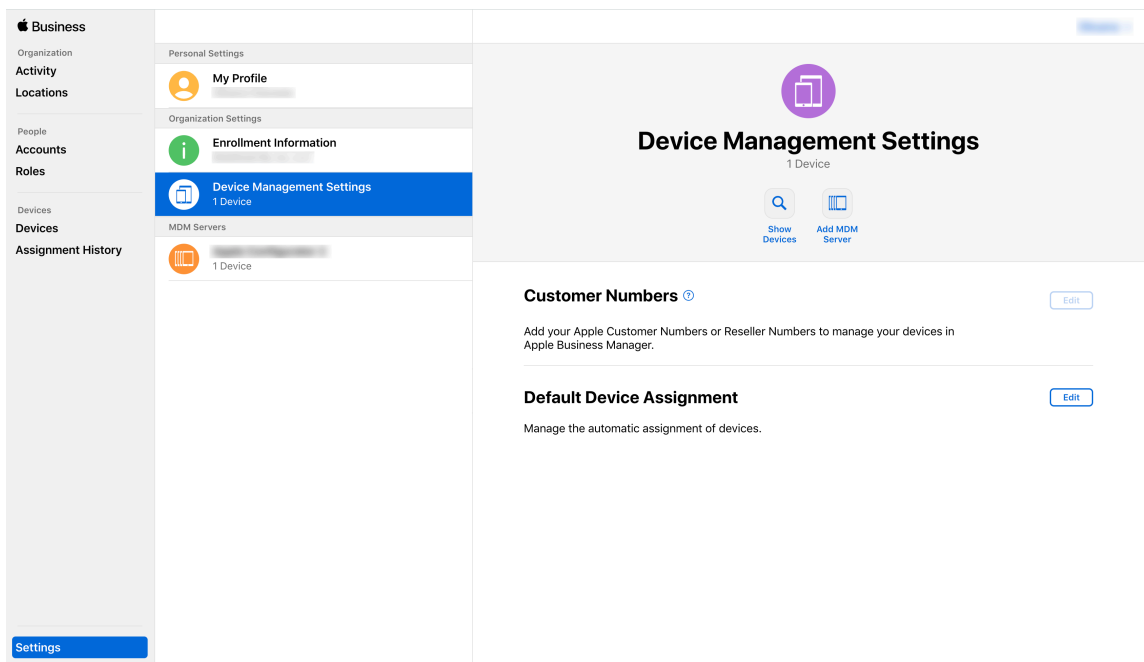 Business
Organization
Activity
Locations
People
Accounts
Roles
Devices
Devices
Assignment History
Settings
Personal Settings
My Profile
Organization Settings
Enrollment Information
Device Management Settings
1 Device
MDM Servers
1 Device
Device Management Settings
1 Device
Show
Devices
Add MDM
Server
Customer Numbers
Edit
Add your Apple Customer Numbers or Reseller Numbers to manage your devices in
Apple Business Manager.
Default Device Assignment
Edit
Manage the automatic assignment of devices.